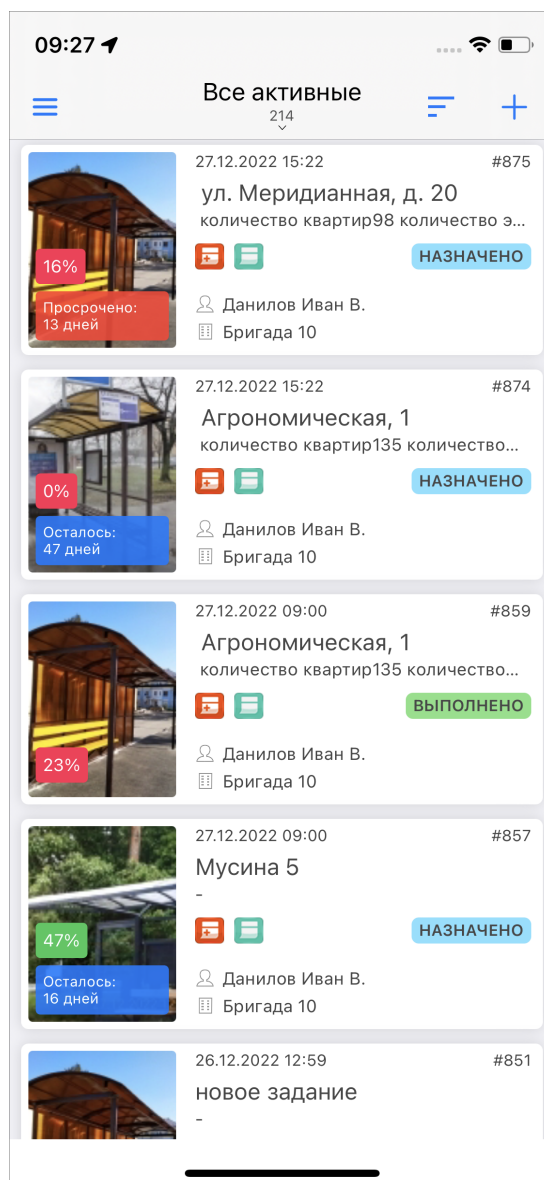 09:27
Все активные
214
27.12.2022 15:22
#875
ул. Меридианная, д. 20
количество квартир98 количество э...
16%
НАЗНАЧЕНО
Просрочено:
13 дней
Данилов Иван В.
Бригада 10
27.12.2022 15:22
#874
Агрономическая, 1
количество квартир135 количество...
0%
НАЗНАЧЕНО
Осталось:
47 дней
Данилов Иван В.
Бригада 10
27.12.2022 09:00
#859
Агрономическая, 1
количество квартир135 количество...
ВЫПОЛНЕНО
23%
Данилов Иван В.
Бригада 10
27.12.2022 09:00
#857
Мусина 5
-
47%
НАЗНАЧЕНО
Осталось:
16 дней
Данилов Иван В.
Бригада 10
26.12.2022 12:59
#851
новое задание
-